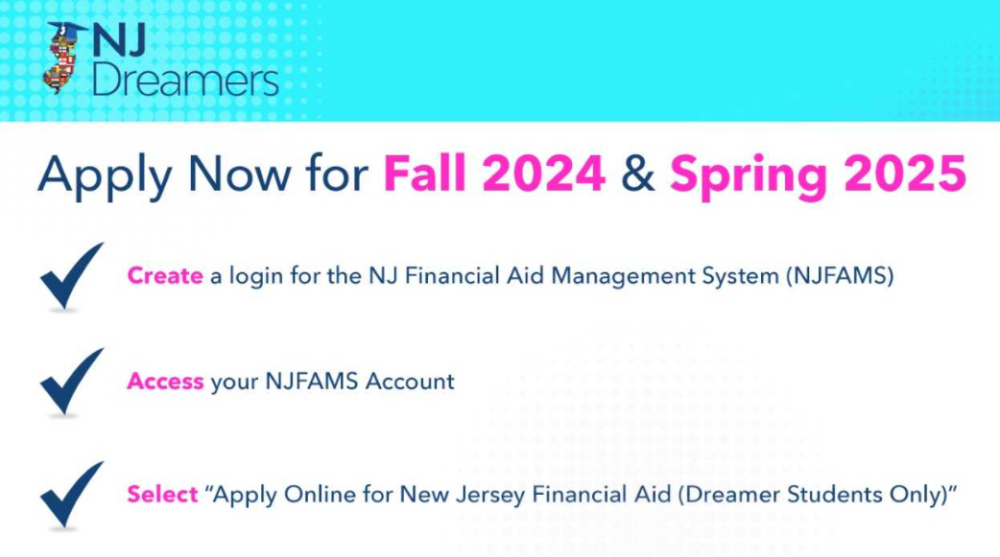 NJ
Dreamers
Apply Now for Fall 2024 & Spring 2025
Create a login for the NJ Financial Aid Management System (NJFAMS)
Access your NJFAMS Account
Select “Apply Online for New Jersey Financial Aid (Dreamer Students Only)”